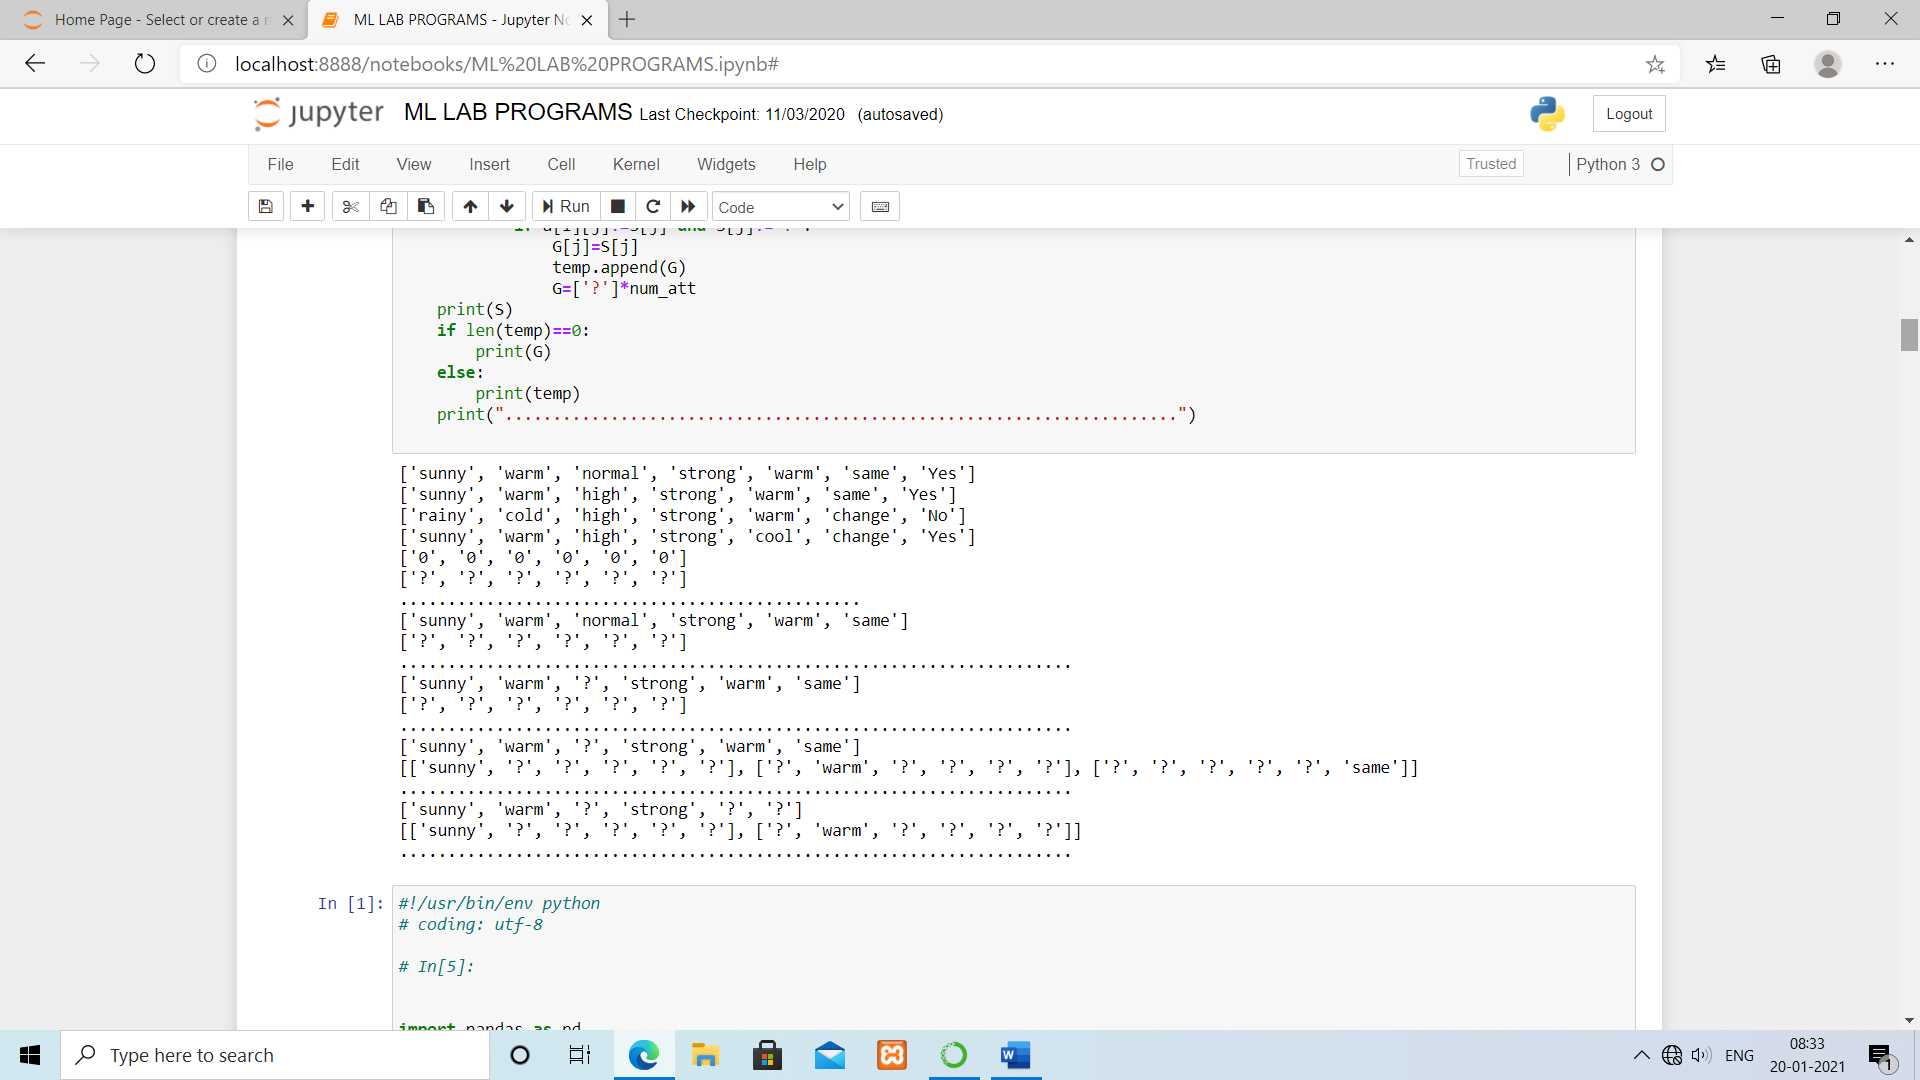 Home Page - Select or create a n
ML LAB PROGRAMS - Jupyter No
localhost:8888/notebooks/ML%20LAB%20PROGRAMS.ipynb#
jupyter ML LAB PROGRAMS Last Checkpoint: 11/03/2020 (autosaved)
Logout
File Edit View Insert Cell Kernel Widgets Help
Trusted
Python 3
Run
Code
            G[j]=S[j]
            temp.append(G)
            G=['?']*num_att
print(S)
if len(temp)==0:
    print(G)
else:
    print(temp)
print("......................................................................")
['sunny', 'warm', 'normal', 'strong', 'warm', 'same', 'Yes']
['sunny', 'warm', 'high', 'strong', 'warm', 'same', 'Yes']
['rainy', 'cold', 'high', 'strong', 'warm', 'change', 'No']
['sunny', 'warm', 'high', 'strong', 'cool', 'change', 'Yes']
['0', '0', '0', '0', '0', '0']
['?', '?', '?', '?', '?', '?']
................................................
['sunny', 'warm', 'normal', 'strong', 'warm', 'same']
['?', '?', '?', '?', '?', '?']
......................................................................
['sunny', 'warm', '?', 'strong', 'warm', 'same']
['?', '?', '?', '?', '?', '?']
......................................................................
['sunny', 'warm', '?', 'strong', 'warm', 'same']
[['sunny', '?', '?', '?', '?', '?'], ['?', 'warm', '?', '?', '?', '?'], ['?', '?', '?', '?', '?', 'same']]
......................................................................
['sunny', 'warm', '?', 'strong', '?', '?']
[['sunny', '?', '?', '?', '?', '?'], ['?', 'warm', '?', '?', '?', '?']]
......................................................................
In [1]: #!/usr/bin/env python
# coding: utf-8
# In[5]:
import pandas as pd
Type here to search
ENG
08:33
20-01-2021
1